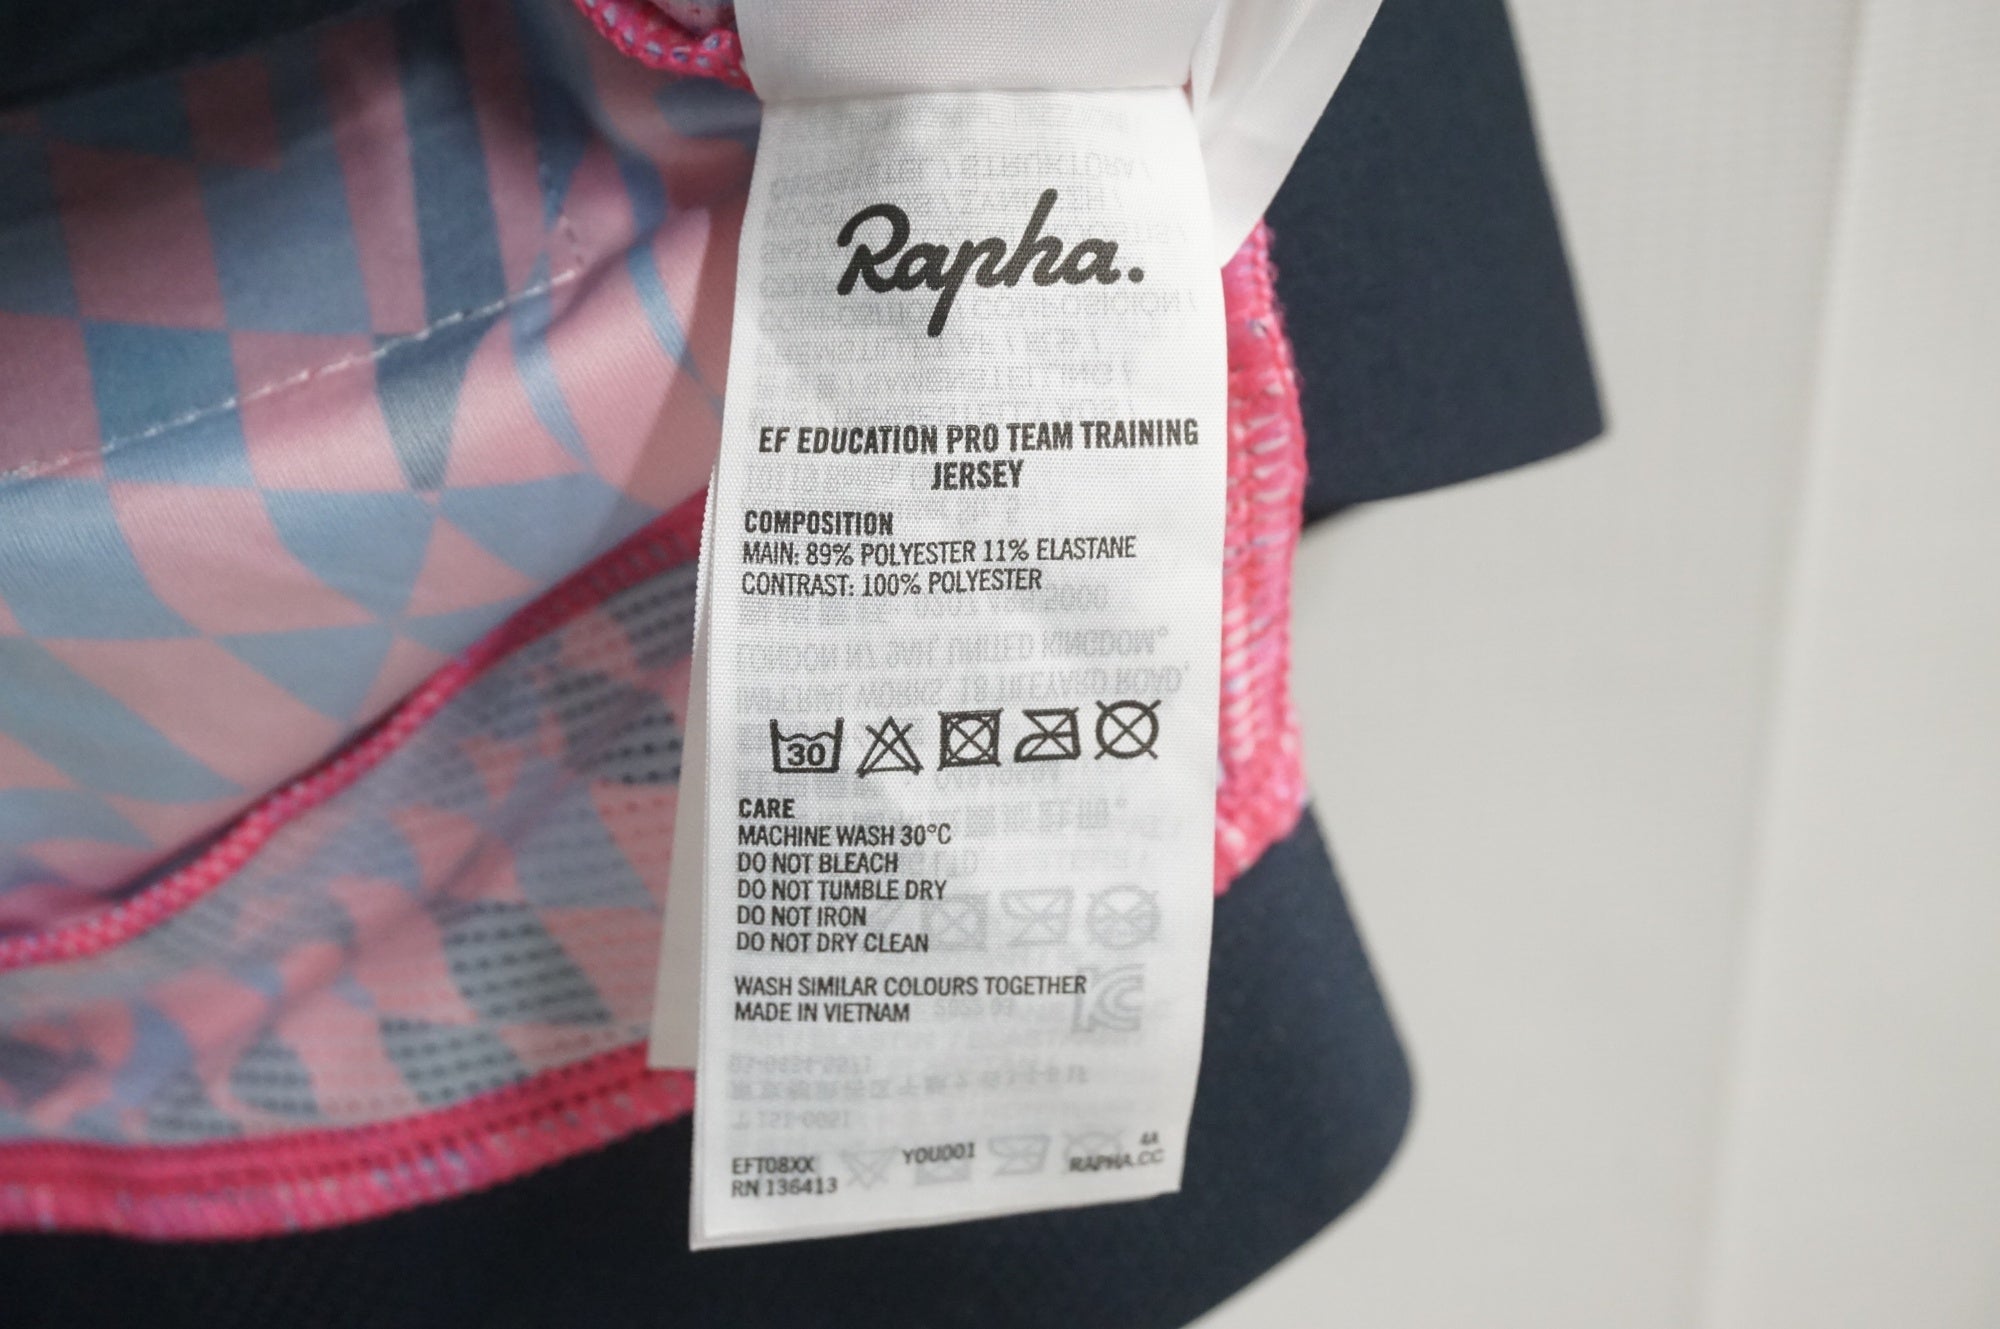 Rapha.
EF EDUCATION PRO TEAM TRAINING
JERSEY
COMPOSITION
MAIN: 89% POLYESTER 11% ELASTANE
CONTRAST: 100% POLYESTER
30
CARE
MACHINE WASH 30°C
DO NOT BLEACH
DO NOT TUMBLE DRY
DO NOT IRON
DO NOT DRY CLEAN
WASH SIMILAR COLOURS TOGETHER
MADE IN VIETNAM
EFT08XX
RN 136413
YOU001
4A
RAPHA.CC